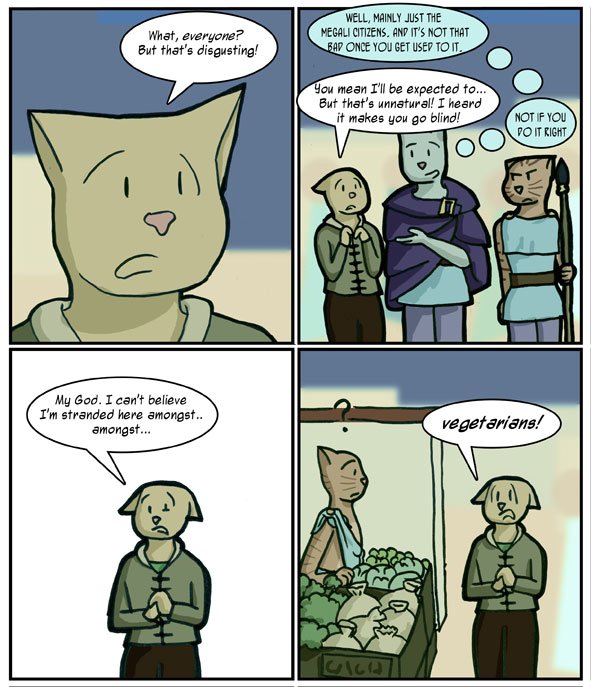 What, everyone?
But that's disgusting!
WELL, MAINLY JUST THE
MEGALI CITIZENS. AND IT'S NOT THAT
BAD ONCE YOU GET USED TO IT.
You mean I'll be expected to...
But that's unnatural! I heard
it makes you go blind!
NOT IF YOU
DO IT RIGHT
My God. I can't believe
I'm stranded here amongst..
amongst...
?
vegetarians!